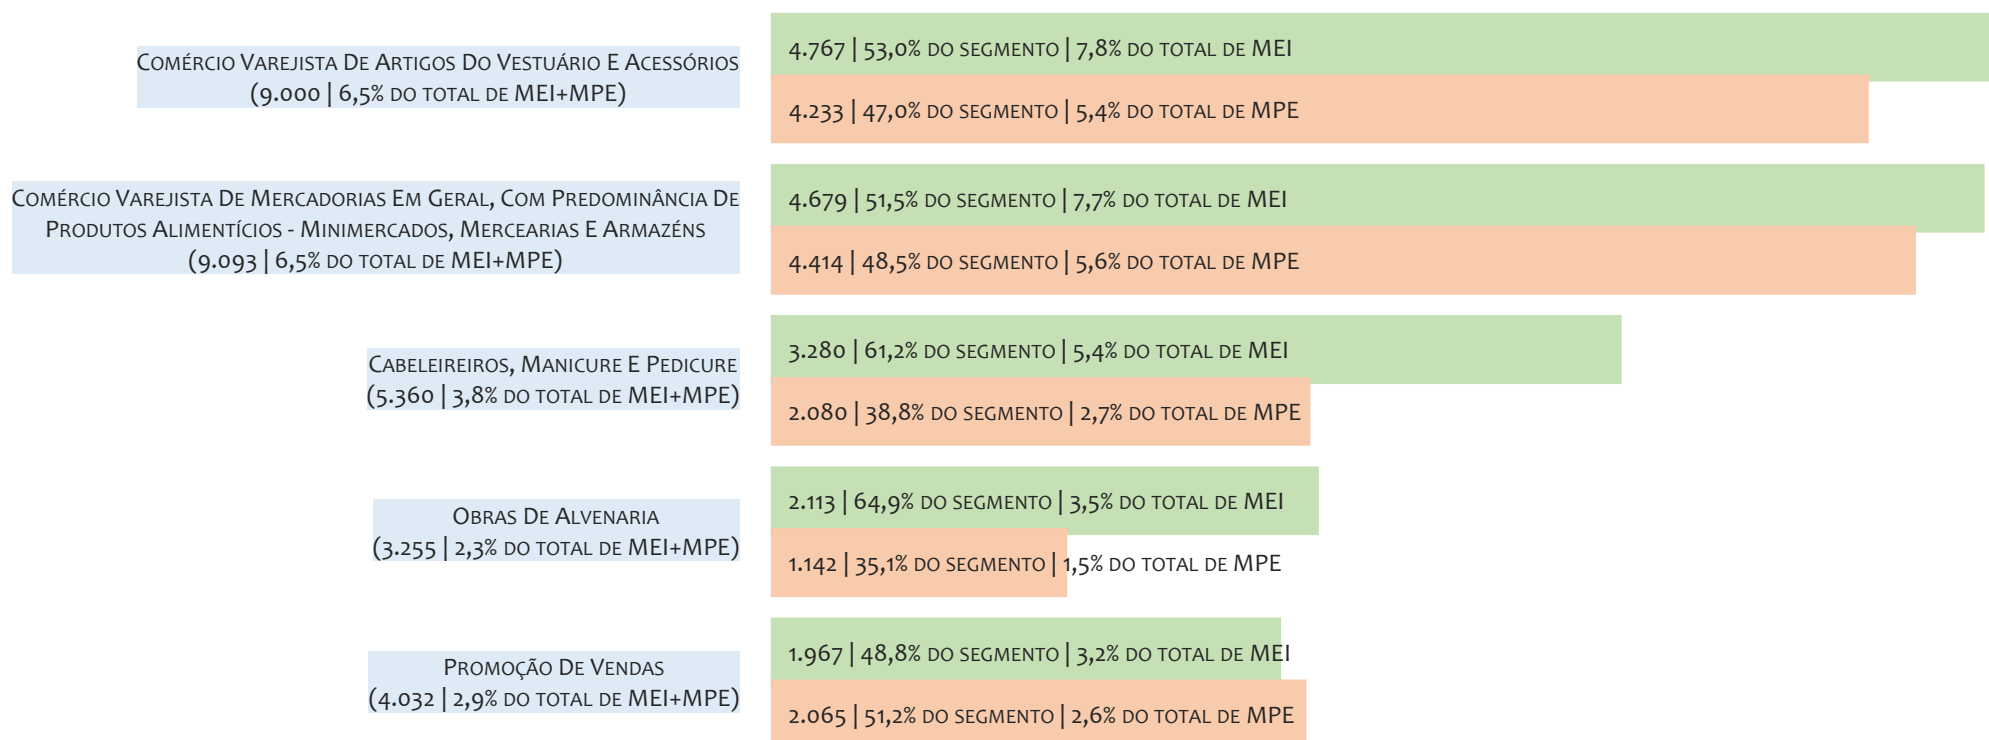 Comércio Varejista De Artigos Do Vestuário E Acessórios
(9.000 | 6,5% do total de MEI+MPE)
4.767 | 53,0% do segmento | 7,8% do total de MEI
4.233 | 47,0% do segmento | 5,4% do total de MPE
Comércio Varejista De Mercadorias Em Geral, Com Predominância De
Produtos Alimentícios - Minimercados, Mercearias E Armazéns
(9.093 | 6,5% do total de MEI+MPE)
4.679 | 51,5% do segmento | 7,7% do total de MEI
4.414 | 48,5% do segmento | 5,6% do total de MPE
Cabeleireiros, Manicure E Pedicure
(5.360 | 3,8% do total de MEI+MPE)
3.280 | 61,2% do segmento | 5,4% do total de MEI
2.080 | 38,8% do segmento | 2,7% do total de MPE
Obras De Alvenaria
(3.255 | 2,3% do total de MEI+MPE)
2.113 | 64,9% do segmento | 3,5% do total de MEI
1.142 | 35,1% do segmento | 1,5% do total de MPE
Promoção De Vendas
(4.032 | 2,9% do total de MEI+MPE)
1.967 | 48,8% do segmento | 3,2% do total de MEI
2.065 | 51,2% do segmento | 2,6% do total de MPE